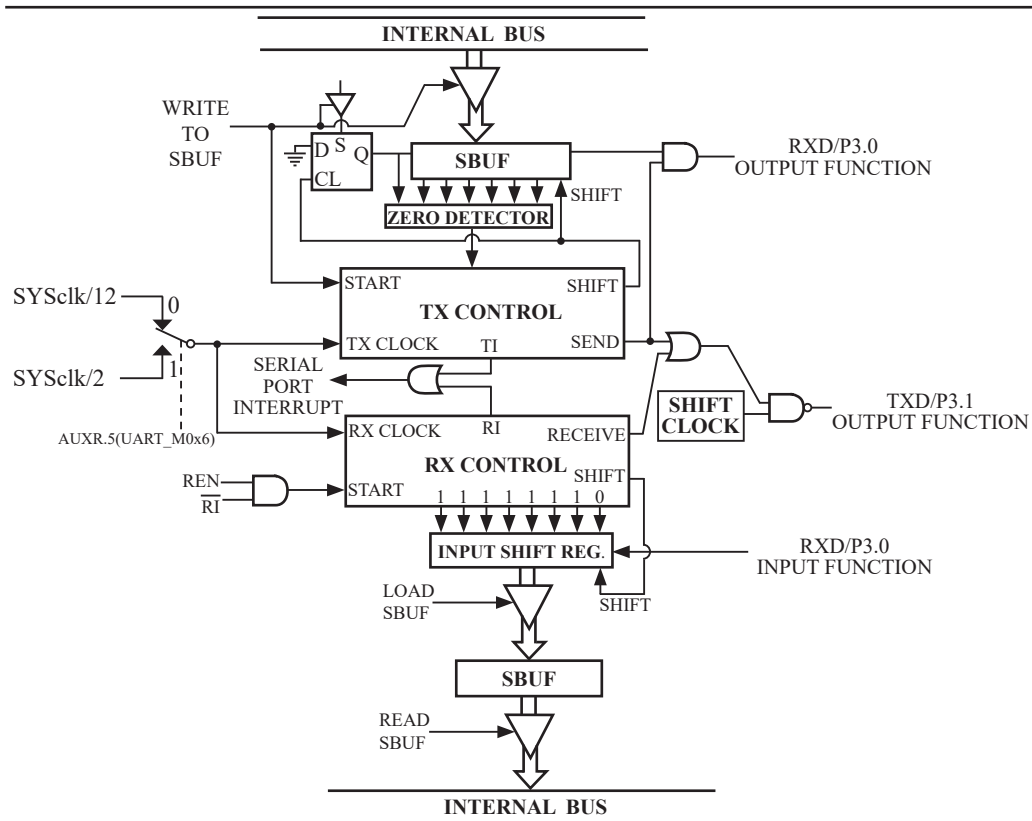 INTERNAL BUS
WRITE
TO
SBUF
D
S
Q
CL
SBUF
RXD/P3.0
OUTPUT FUNCTION
SHIFT
ZERO DETECTOR
START
SHIFT
TX CONTROL
TX CLOCK
TI
SEND
SYSclk/12
0
SYSclk/2
1
AUXR.5(UART_M0x6)
SERIAL
PORT
INTERRUPT
SHIFT
CLOCK
TXD/P3.1
OUTPUT FUNCTION
RX CLOCK
RI
RECEIVE
RX CONTROL
SHIFT
START
1 1 1 1 1 1 1 0
REN
RI
INPUT SHIFT REG.
RXD/P3.0
INPUT FUNCTION
LOAD
SBUF
SHIFT
SBUF
READ
SBUF
INTERNAL BUS